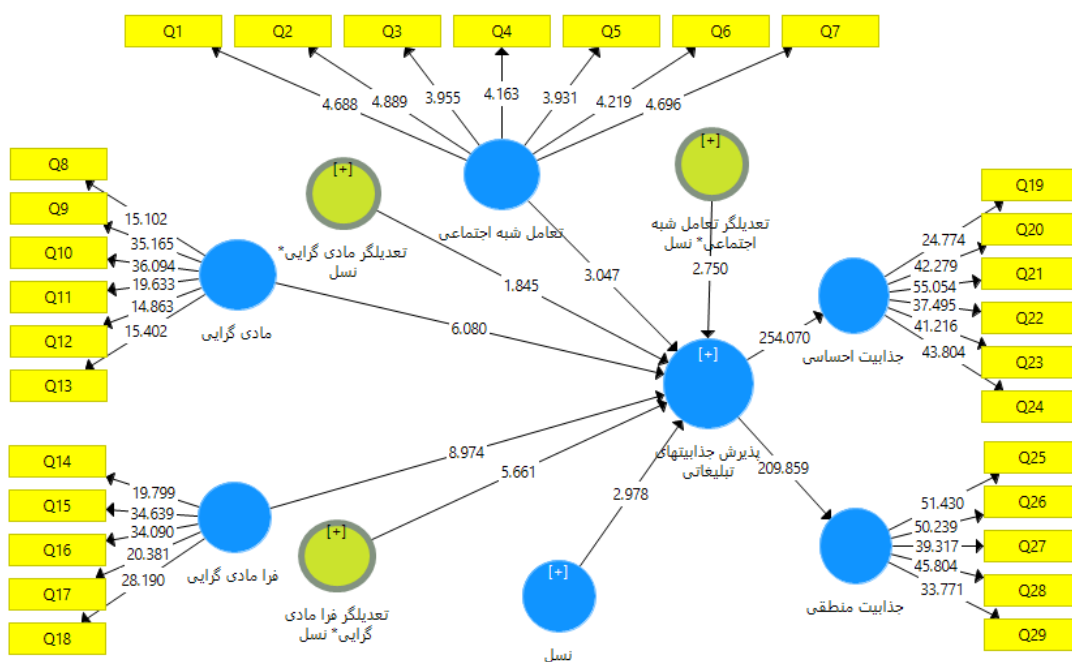 Q1
Q2
Q3
Q4
Q5
Q6
Q7
4.688
4.889
3.955
4.163
3.931
4.219
4.696
Q8
Q9
Q10
Q11
Q12
Q13
15.102
35.165
36.094
19.633
14.863
15.402
مادی گرایی
[+]
تعدیلگر مادی گرایی*
نسل
تعامل شبه اجتماعی
[+]
تعدیلگر تعامل شبه
اجتماعی* نسل
1.845
3.047
2.750
6.080
Q14
Q15
Q16
Q17
Q18
19.799
34.639
34.090
20.381
28.190
فرا مادی گرایی
8.974
5.661
[+]
تعدیلگر فرا مادی
گرایی* نسل
2.978
[+]
نسل
[+]
پذیرش جذابیتهای
تبلیغاتی
254.070
209.859
جذابیت احساسی
24.774
42.279
55.054
37.495
41.216
43.804
Q19
Q20
Q21
Q22
Q23
Q24
جذابیت منطقی
51.430
50.239
39.317
45.804
33.771
Q25
Q26
Q27
Q28
Q29